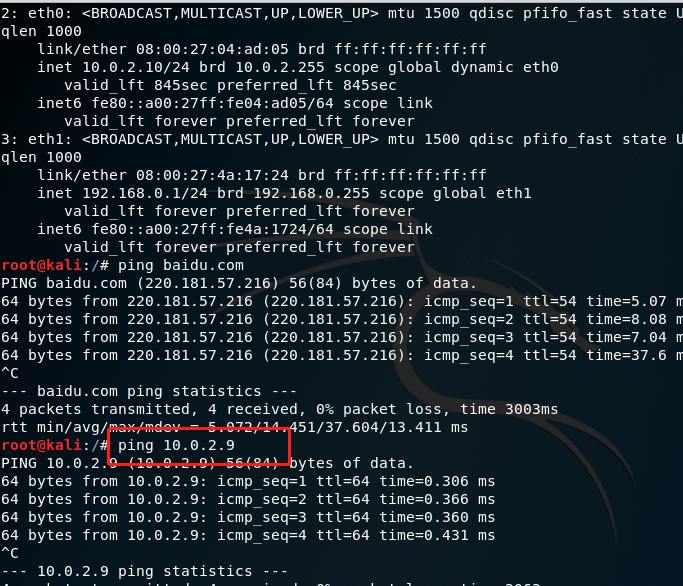 2: eth0: <BROADCAST,MULTICAST,UP,LOWER_UP> mtu 1500 qdisc pfifo_fast state U
qlen 1000
    link/ether 08:00:27:04:ad:05 brd ff:ff:ff:ff:ff:ff
    inet 10.0.2.10/24 brd 10.0.2.255 scope global dynamic eth0
       valid_lft 845sec preferred_lft 845sec
    inet6 fe80::a00:27ff:fe04:ad05/64 scope link
       valid_lft forever preferred_lft forever
3: eth1: <BROADCAST,MULTICAST,UP,LOWER_UP> mtu 1500 qdisc pfifo_fast state U
qlen 1000
    link/ether 08:00:27:4a:17:24 brd ff:ff:ff:ff:ff:ff
    inet 192.168.0.1/24 brd 192.168.0.255 scope global eth1
       valid_lft forever preferred_lft forever
    inet6 fe80::a00:27ff:fe4a:1724/64 scope link
       valid_lft forever preferred_lft forever
root@kali:/# ping baidu.com
PING baidu.com (220.181.57.216) 56(84) bytes of data.
64 bytes from 220.181.57.216 (220.181.57.216): icmp_seq=1 ttl=54 time=5.07 m
64 bytes from 220.181.57.216 (220.181.57.216): icmp_seq=2 ttl=54 time=8.08 m
64 bytes from 220.181.57.216 (220.181.57.216): icmp_seq=3 ttl=54 time=7.04 m
64 bytes from 220.181.57.216 (220.181.57.216): icmp_seq=4 ttl=54 time=37.6 m
^C
--- baidu.com ping statistics ---
4 packets transmitted, 4 received, 0% packet loss, time 3003ms
rtt min/avg/max/mdev = 5.072/14.451/37.604/13.411 ms
root@kali:/# ping 10.0.2.9
PING 10.0.2.9 (10.0.2.9) 56(84) bytes of data.
64 bytes from 10.0.2.9: icmp_seq=1 ttl=64 time=0.306 ms
64 bytes from 10.0.2.9: icmp_seq=2 ttl=64 time=0.366 ms
64 bytes from 10.0.2.9: icmp_seq=3 ttl=64 time=0.360 ms
64 bytes from 10.0.2.9: icmp_seq=4 ttl=64 time=0.431 ms
^C
--- 10.0.2.9 ping statistics ---